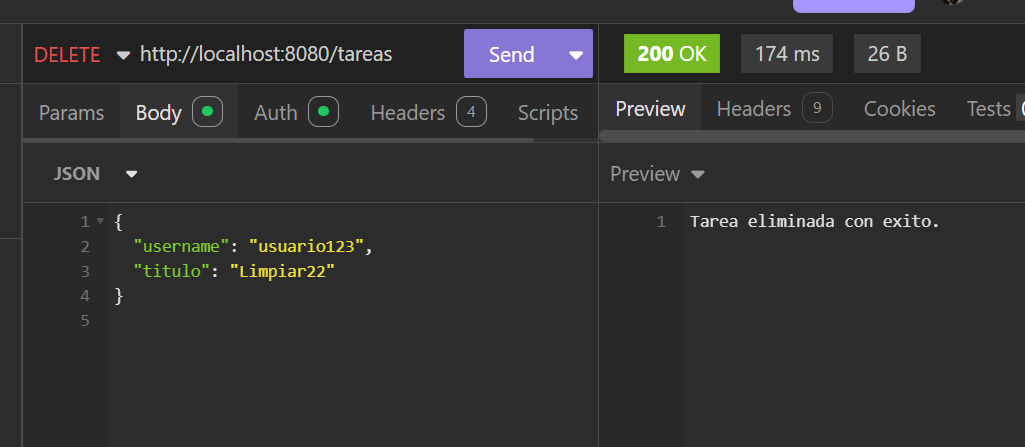 DELETE http://localhost:8080/tareas Send 200 OK 174 ms 26 B
Params Body Auth Headers 4 Scripts Preview Headers 9 Cookies Tests
JSON Preview
1 {
2 "username": "usuario123",
3 "titulo": "Limpiar22"
4 }
5
1 Tarea eliminada con exito.